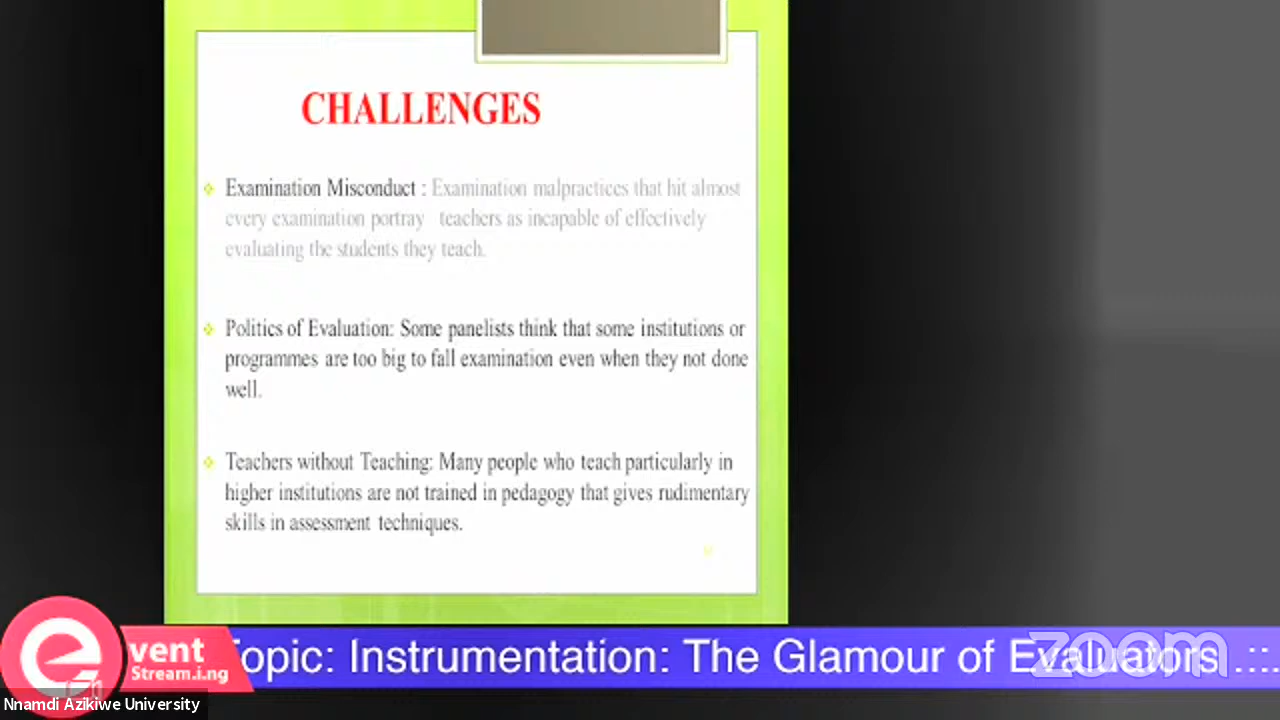 CHALLENGES
Examination Misconduct : Examination malpractices that hit almost
every examination portray teachers as incapable of effectively
evaluating the students they teach.
Politics of Evaluation: Some panelists think that some institutions or
programmes are too big to fall examination even when they not done
well.
Teachers without Teaching: Many people who teach particularly in
higher institutions are not trained in pedagogy that gives rudimentary
skills in assessment techniques.
event
Stream.i.ng
Topic: Instrumentation: The Glamour of Evaluators .::.
zoom
Nnamdi Azikiwe University